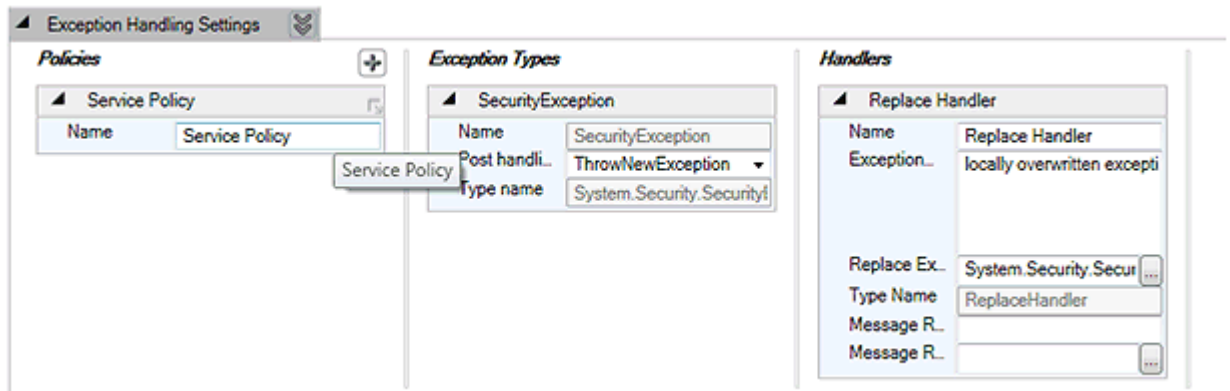 Exception Handling Settings
Policies
Service Policy
Name Service Policy
Service Policy
Exception Types
SecurityException
Name SecurityException
Post handli... ThrowNewException
Type name System.Security.Security
Handlers
Replace Handler
Name Replace Handler
Exception... locally overwritten excepti
Replace Ex... System.Security.Secur ...
Type Name ReplaceHandler
Message R...
Message R... ...